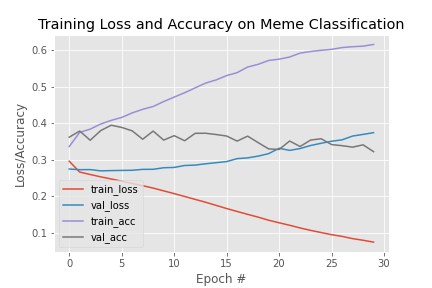 Training Loss and Accuracy on Meme Classification
Loss/Accuracy
0.6
0.5
0.4
0.3
0.2
0.1
train_loss
val_loss
train_acc
val_acc
0 5 10 15 20 25 30
Epoch #